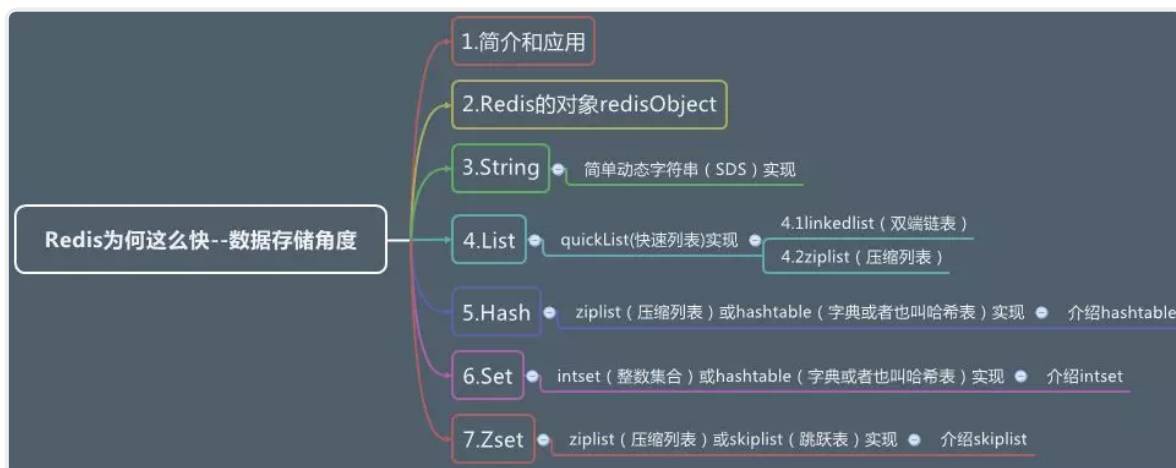 1.简介和应用
2.Redis的对象redisObject
3.String
简单动态字符串（SDS）实现
Redis为何这么快--数据存储角度
4.List
quickList(快速列表)实现
4.1linkedlist（双端链表）
4.2ziplist（压缩列表）
5.Hash
ziplist（压缩列表）或hashtable（字典或者也叫哈希表）实现
介绍hashtable
6.Set
intset（整数集合）或hashtable（字典或者也叫哈希表）实现
介绍intset
7.Zset
ziplist（压缩列表）或skiplist（跳跃表）实现
介绍skiplist